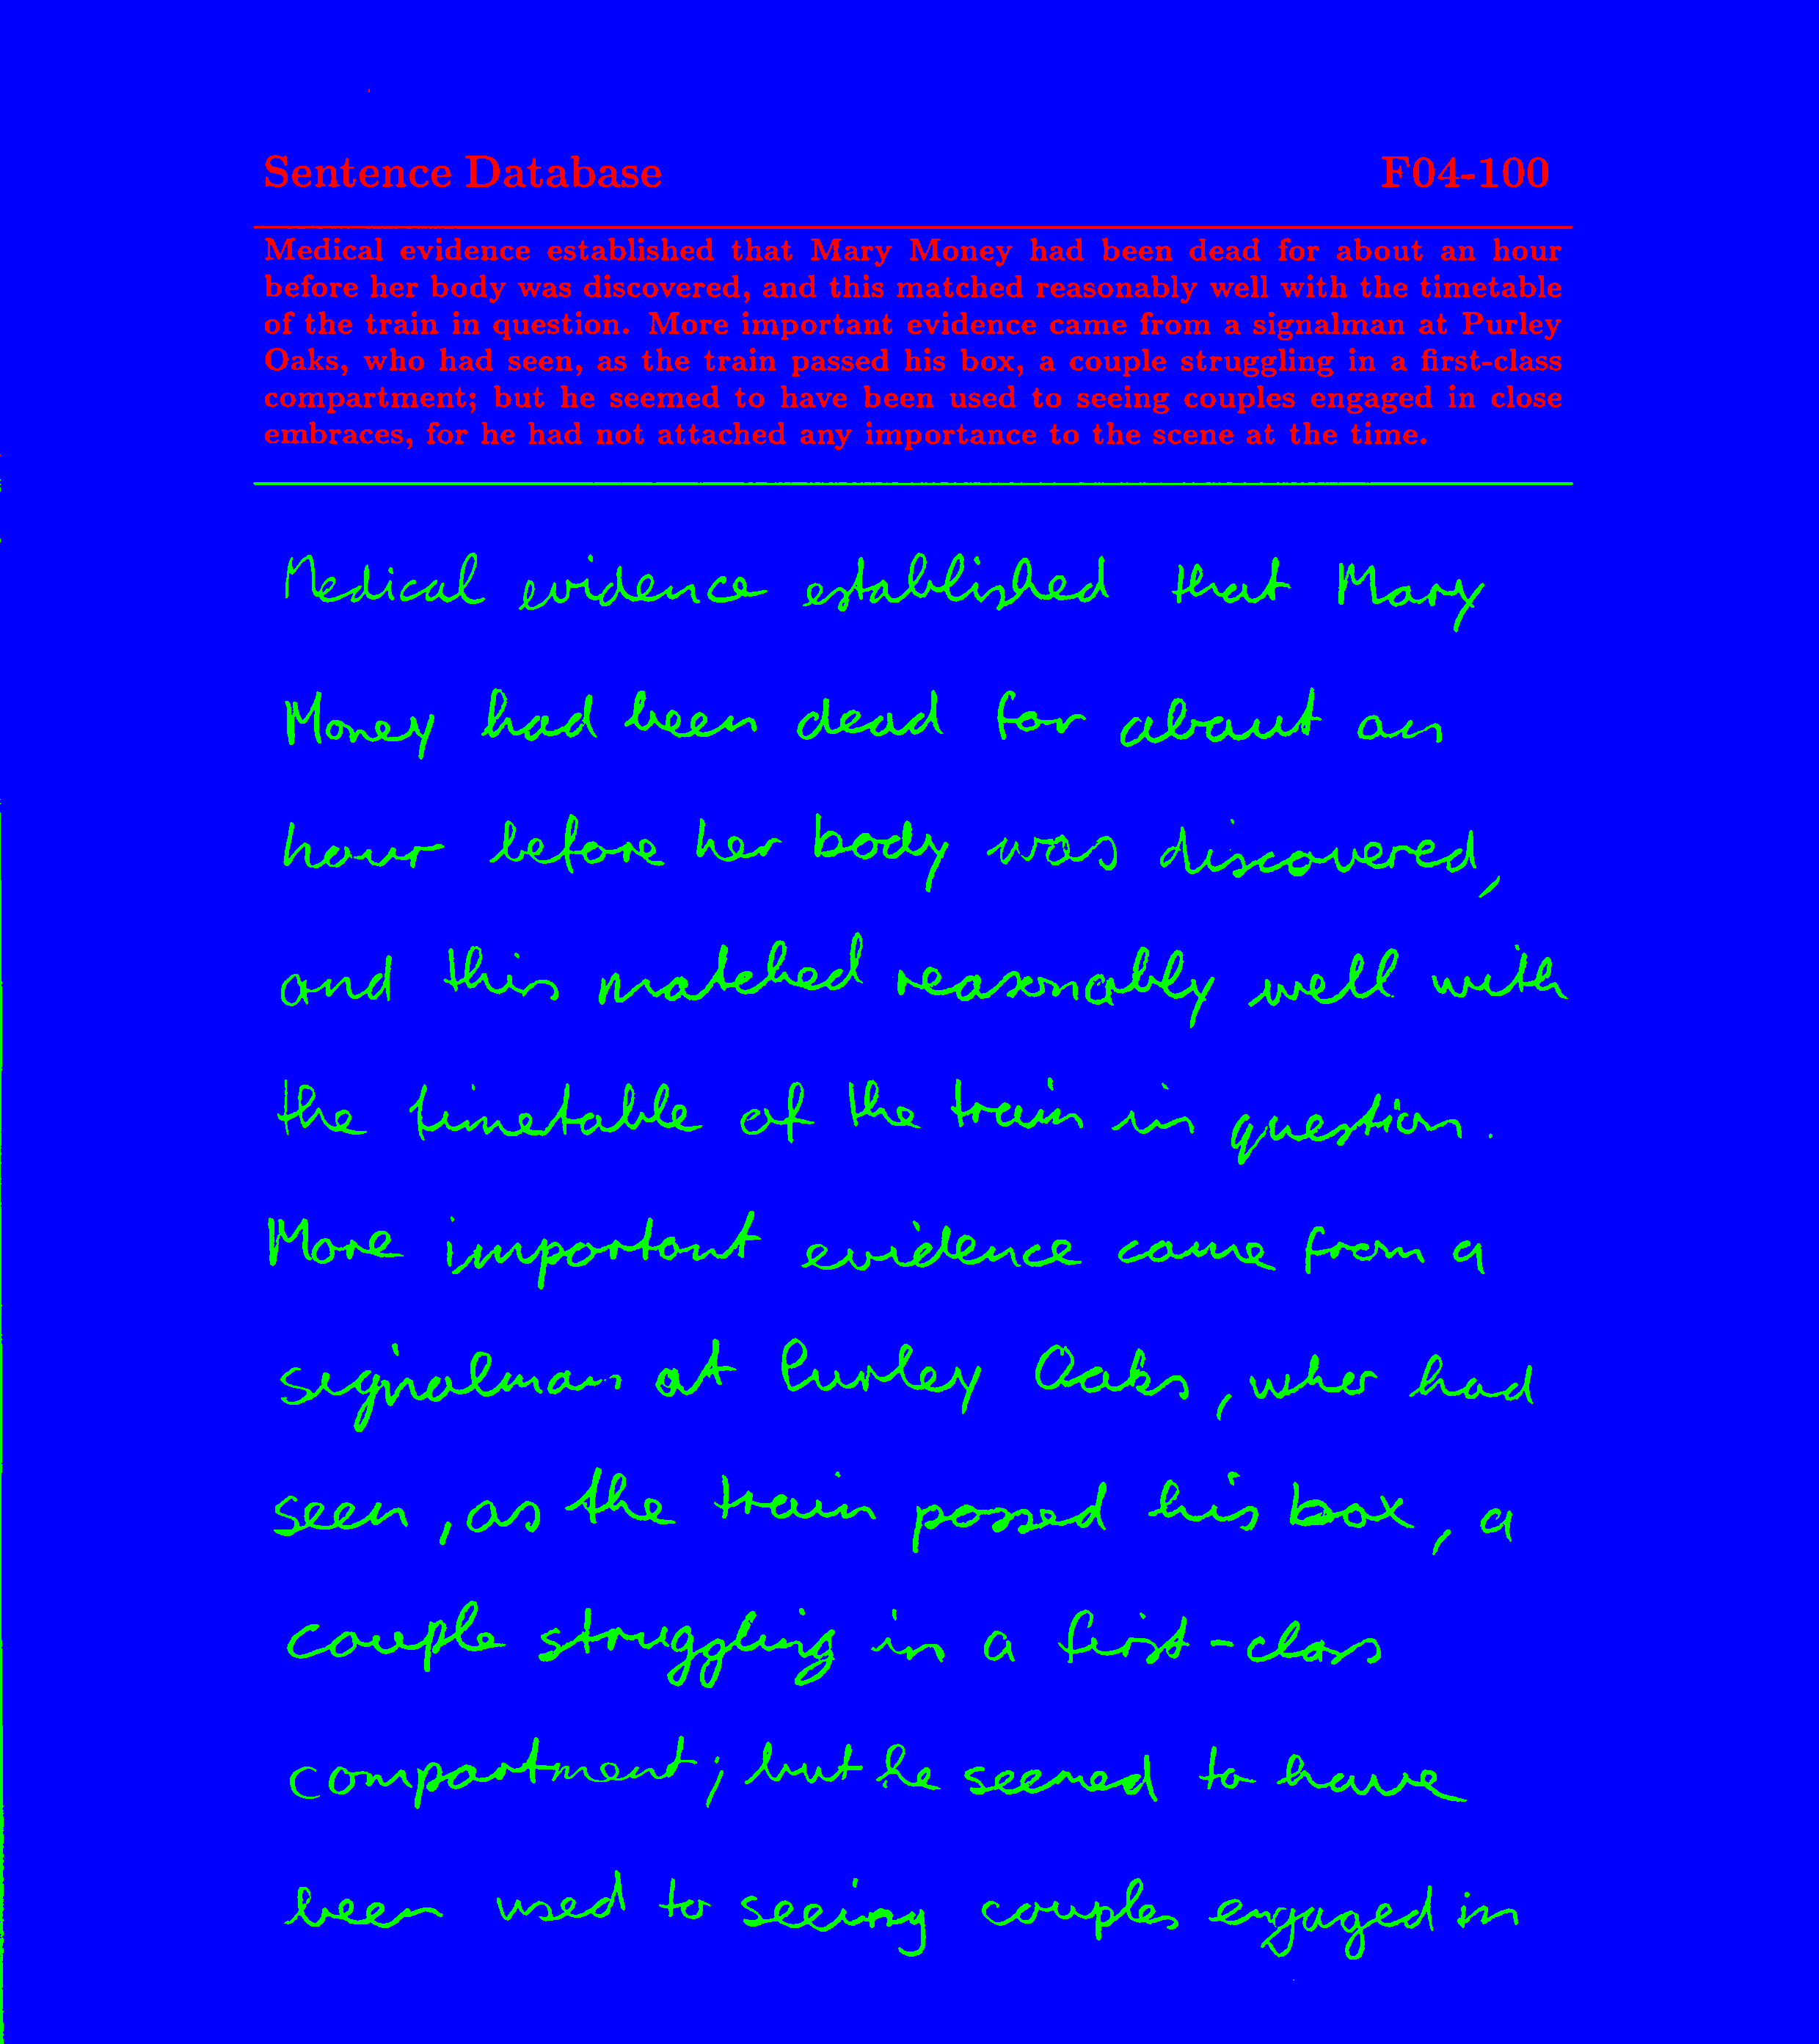 Sentence Database F04-100
Medical evidence established that Mary Money had been dead for about an hour
before her body was discovered, and this matched reasonably well with the timetable
of the train in question. More important evidence came from a signalman at Purley
Oaks, who had seen, as the train passed his box, a couple struggling in a first-class
compartment; but he seemed to have been used to seeing couples engaged in close
embraces, for he had not attached any importance to the scene at the time.
Medical evidence established that Mary
Money had been dead for about an
hour before her body was discovered,
and this matched reasonably well with
the timetable of the train in question.
More important evidence came from a
signalman at Purley Oaks, who had
seen, as the train passed his box, a
couple struggling in a first-class
compartment; but he seemed to have
been used to seeing couples engaged in